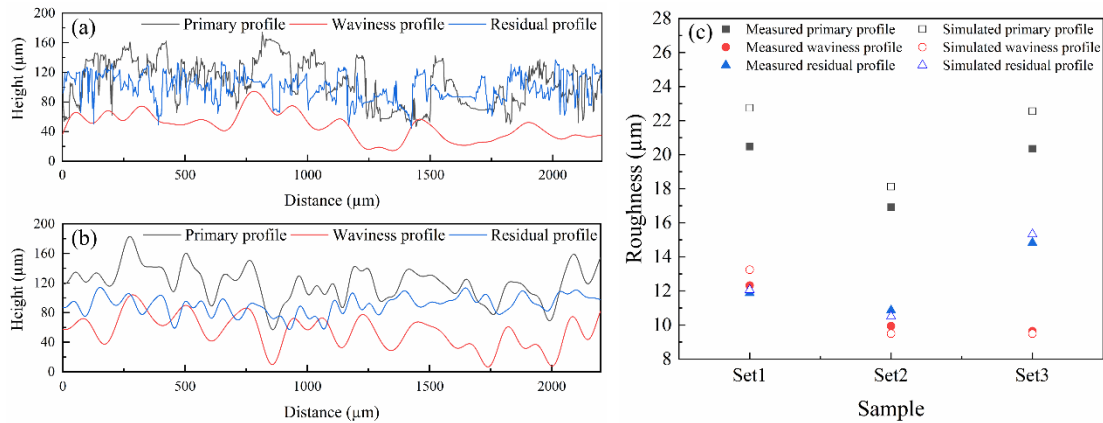 (a)
Primary profile Waviness profile Residual profile
Height (µm)
200
160
120
80
40
0
0 500 1000 1500 2000
Distance (µm)
(b)
Primary profile Waviness profile Residual profile
Height (µm)
200
160
120
80
40
0
0 500 1000 1500 2000
Distance (µm)
(c)
Measured primary profile Simulated primary profile
Measured waviness profile Simulated waviness profile
Measured residual profile Simulated residual profile
Roughness (µm)
28
26
24
22
20
18
16
14
12
10
8
Set1 Set2 Set3
Sample